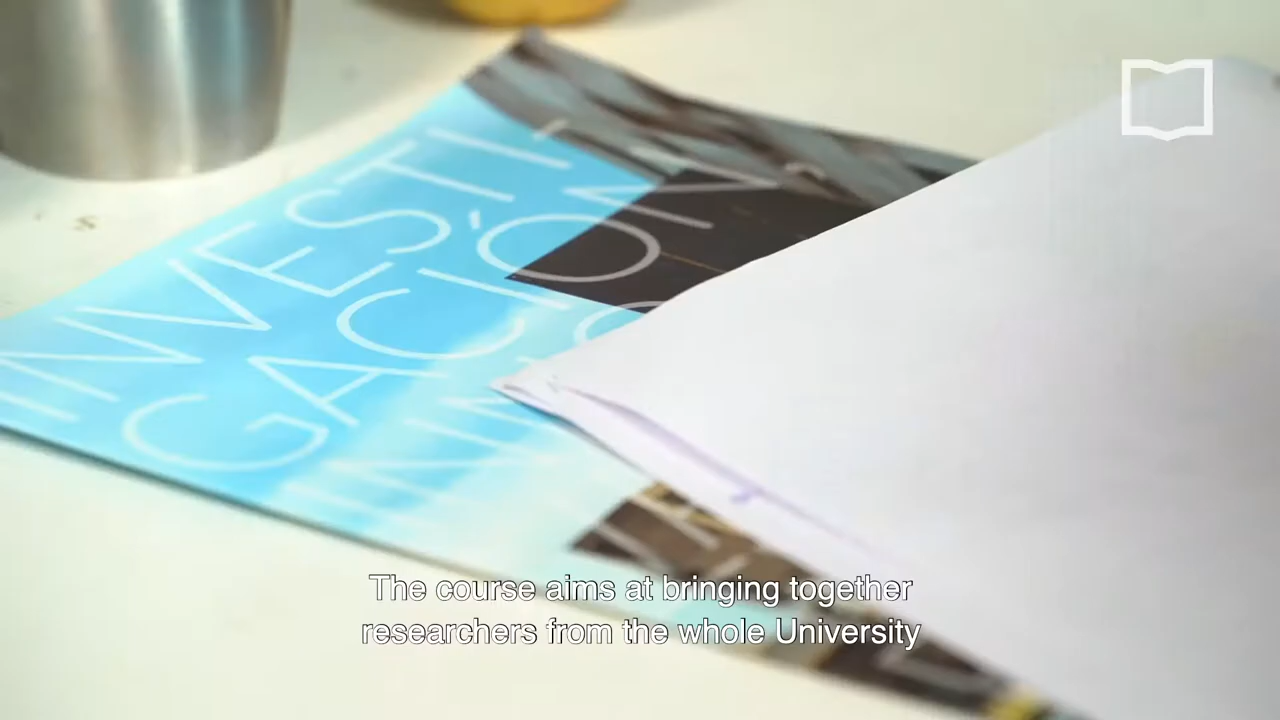 INVESTI,
GACIÓN
The course aims at bringing together
researchers from the whole University